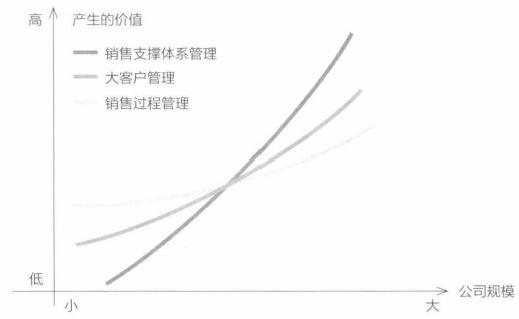 高
产生的价值
销售支撑体系管理
大客户管理
销售过程管理
低
小
大
公司规模